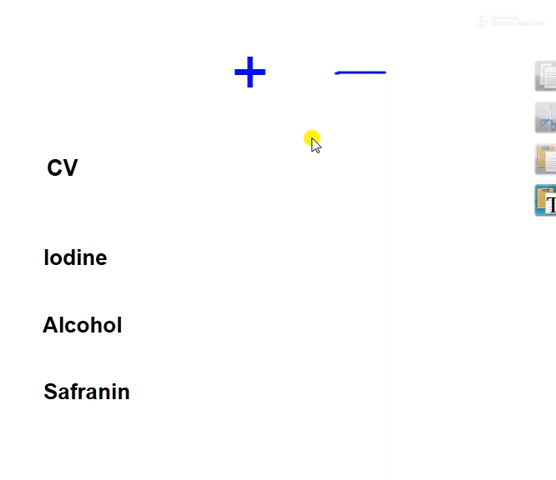 + —
CV
Iodine
Alcohol
Safranin
T